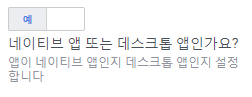 예
네이티브 앱 또는 데스크톱 앱인가요?
앱이 네이티브 앱인지 데스크톱 앱인지 설정
합니다